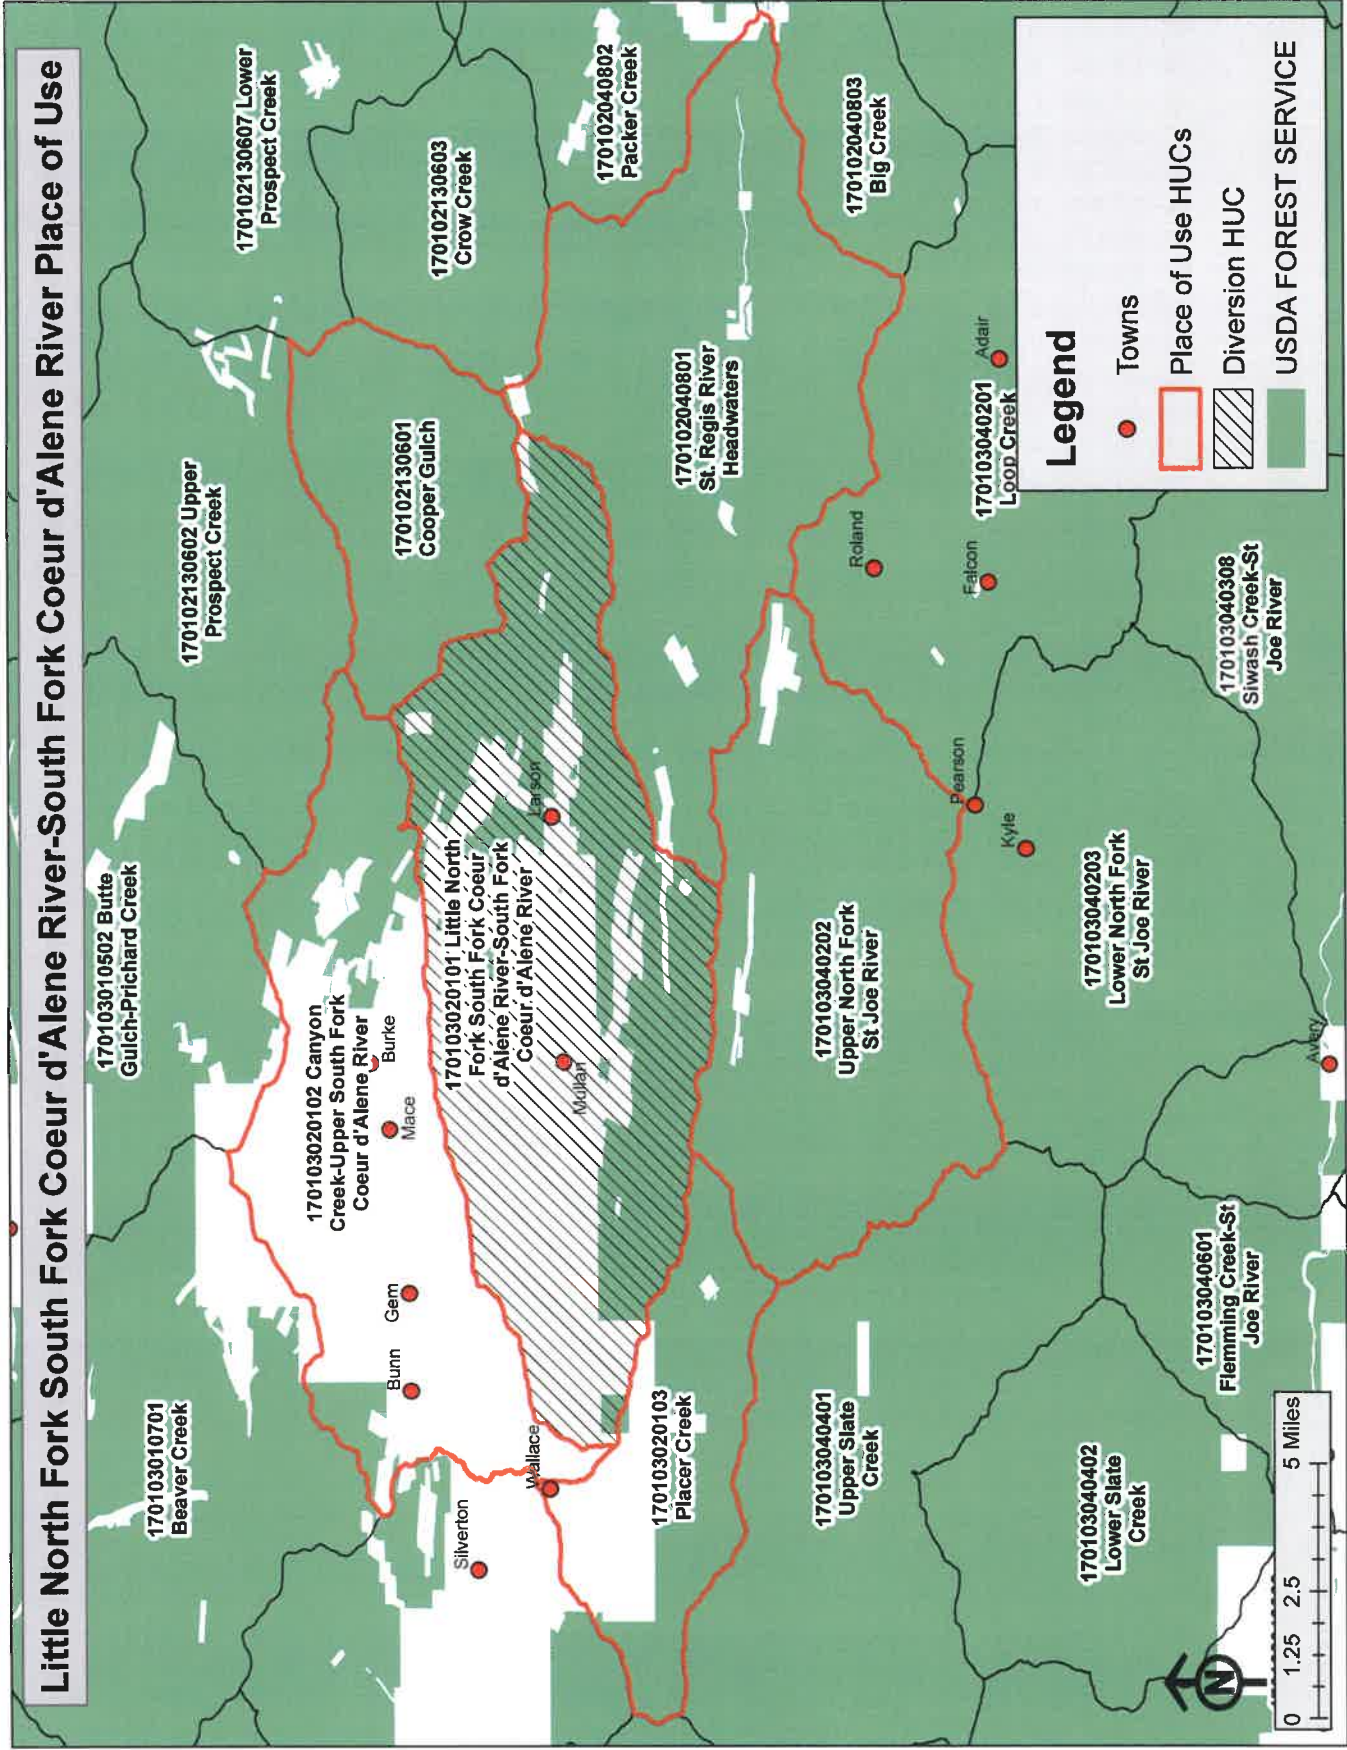 Little North Fork South Fork Coeur d'Alene River-South Fork Coeur d'Alene River Place of Use
170103010502 Butte
Gulch-Prichard Creek
170102130602 Upper
Prospect Creek
170102130607 Lower
Prospect Creek
170103010701
Beaver Creek
170103020102 Canyon
Creek-Upper South Fork
Coeur d'Alene River
170102130601
Cooper Gulch
170102130603
Crow Creek
170102040802
Packer Creek
Bunn
Gem
Mace
Burke
Silverton
Wallace
170103020101 Little North
Fork South Fork Coeur
d'Alene River-South Fork
Coeur d'Alene River
Mullan
Larson
170103020103
Placer Creek
170102040801
St. Regis River
Headwaters
170102040803
Big Creek
170103040401
Upper Slate
Creek
170103040202
Upper North Fork
St Joe River
Roland
Falcon
Adair
170103040201
Loop Creek
Pearson
Kyle
170103040402
Lower Slate
Creek
170103040203
Lower North Fork
St Joe River
170103040601
Flemming Creek-St
Joe River
170103040308
Siwash Creek-St
Joe River
Avery
Legend
Towns
Place of Use HUCs
Diversion HUC
USDA FOREST SERVICE
N
0 1.25 2.5 5 Miles